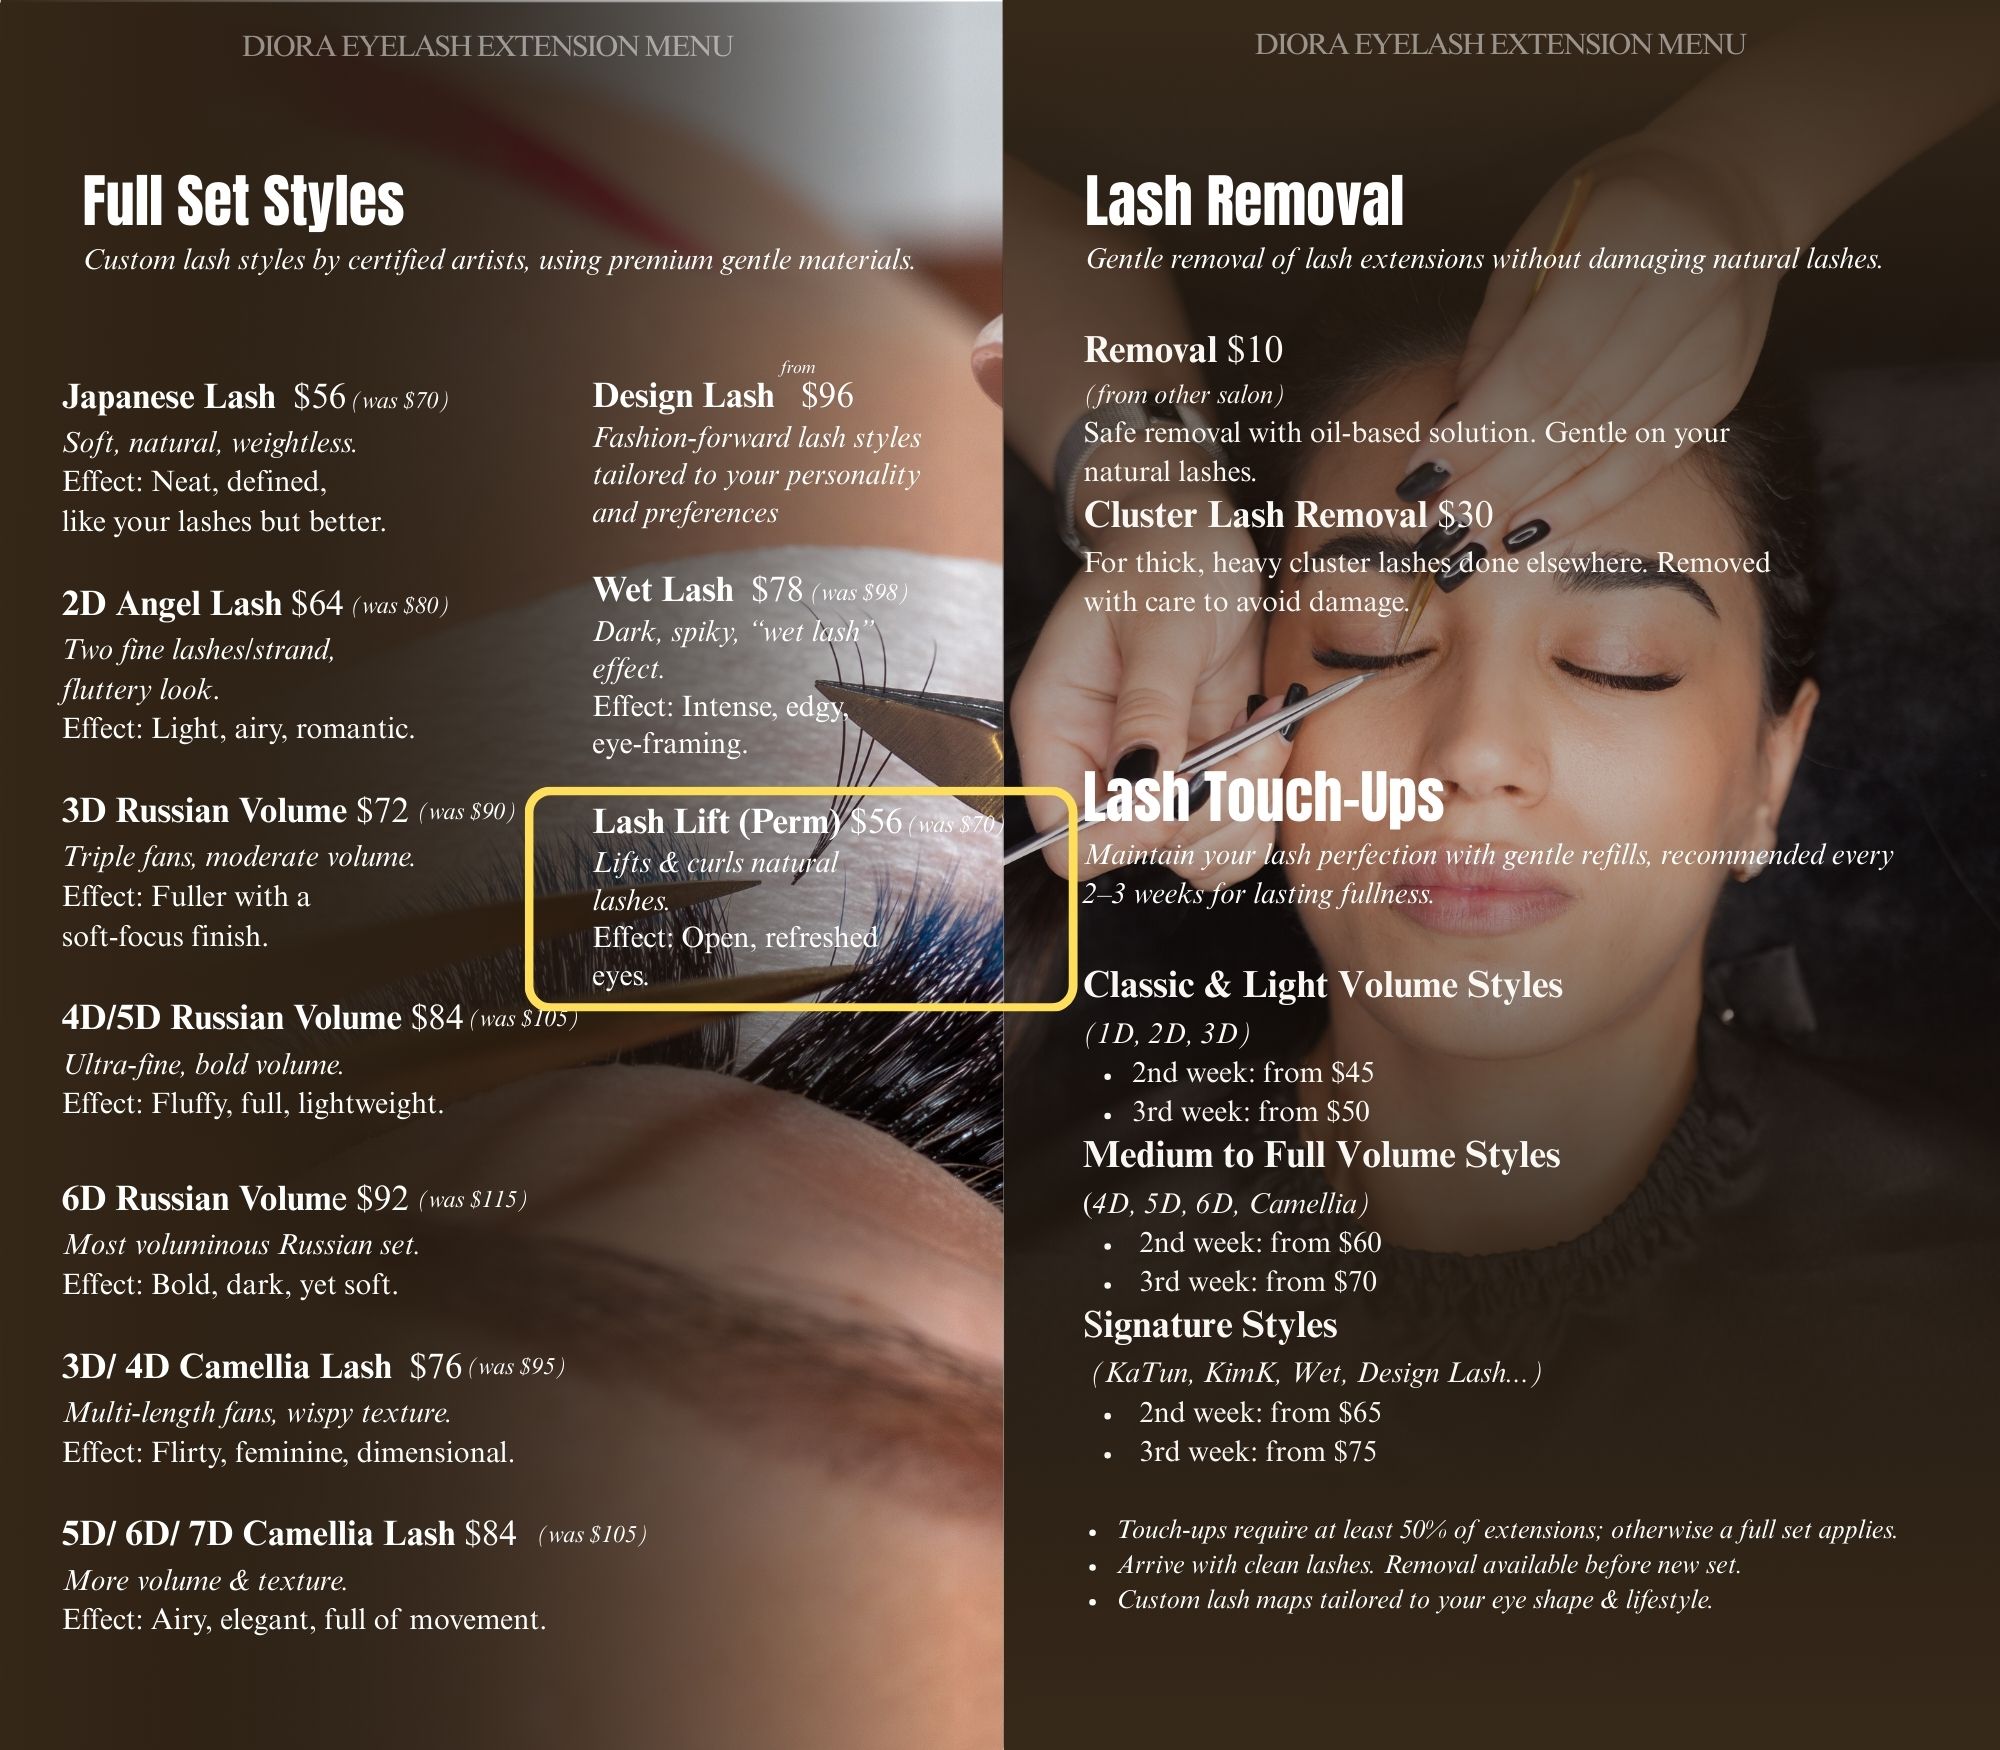 DIORA EYELASH EXTENSION MENU
Full Set Styles
Custom lash styles by certified artists, using premium gentle materials.
Japanese Lash $56 (was $70)
Soft, natural, weightless.
Effect: Neat, defined,
like your lashes but better.
2D Angel Lash $64 (was $80)
Two fine lashes/strand,
fluttery look.
Effect: Light, airy, romantic.
3D Russian Volume $72 (was $90)
Triple fans, moderate volume.
Effect: Fuller with a
soft-focus finish.
4D/5D Russian Volume $84 (was $105)
Ultra-fine, bold volume.
Effect: Fluffy, full, lightweight.
6D Russian Volume $92 (was $115)
Most voluminous Russian set.
Effect: Bold, dark, yet soft.
3D/ 4D Camellia Lash $76 (was $95)
Multi-length fans, wispy texture.
Effect: Flirty, feminine, dimensional.
5D/ 6D/ 7D Camellia Lash $84 (was $105)
More volume & texture.
Effect: Airy, elegant, full of movement.
from
Design Lash $96
Fashion-forward lash styles
tailored to your personality
and preferences
Wet Lash $78 (was $98)
Dark, spiky, “wet lash”
effect.
Effect: Intense, edgy,
eye-framing.
Lash Lift (Perm) $56 (was $70)
Lifts & curls natural
lashes.
Effect: Open, refreshed
eyes.
DIORA EYELASH EXTENSION MENU
Lash Removal
Gentle removal of lash extensions without damaging natural lashes.
Removal $10
(from other salon)
Safe removal with oil-based solution. Gentle on your
natural lashes.
Cluster Lash Removal $30
For thick, heavy cluster lashes done elsewhere. Removed
with care to avoid damage.
Lash Touch-Ups
Maintain your lash perfection with gentle refills, recommended every
2–3 weeks for lasting fullness.
Classic & Light Volume Styles
(1D, 2D, 3D)
• 2nd week: from $45
• 3rd week: from $50
Medium to Full Volume Styles
(4D, 5D, 6D, Camellia)
• 2nd week: from $60
• 3rd week: from $70
Signature Styles
(KaTun, KimK, Wet, Design Lash...)
• 2nd week: from $65
• 3rd week: from $75
• Touch-ups require at least 50% of extensions; otherwise a full set applies.
• Arrive with clean lashes. Removal available before new set.
• Custom lash maps tailored to your eye shape & lifestyle.